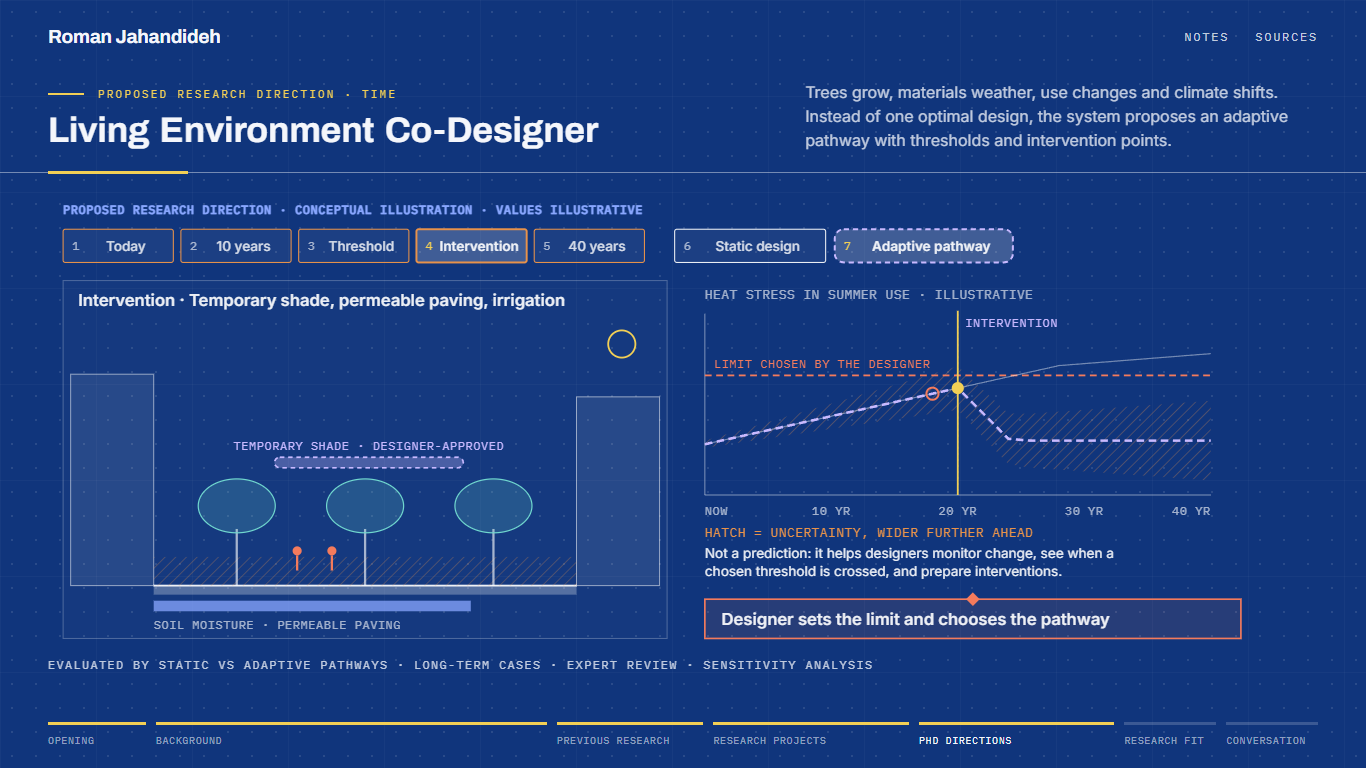 Roman Jahandideh
NOTES SOURCES
PROPOSED RESEARCH DIRECTION · TIME
Living Environment Co-Designer
Trees grow, materials weather, use changes and climate shifts.
Instead of one optimal design, the system proposes an adaptive
pathway with thresholds and intervention points.
PROPOSED RESEARCH DIRECTION · CONCEPTUAL ILLUSTRATION · VALUES ILLUSTRATIVE
1 Today 2 10 years 3 Threshold 4 Intervention 5 40 years 6 Static design 7 Adaptive pathway
Intervention · Temporary shade, permeable paving, irrigation
TEMPORARY SHADE · DESIGNER-APPROVED
SOIL MOISTURE · PERMEABLE PAVING
HEAT STRESS IN SUMMER USE · ILLUSTRATIVE
INTERVENTION
LIMIT CHOSEN BY THE DESIGNER
NOW 10 YR 20 YR 30 YR 40 YR
HATCH = UNCERTAINTY, WIDER FURTHER AHEAD
Not a prediction: it helps designers monitor change, see when a
chosen threshold is crossed, and prepare interventions.
Designer sets the limit and chooses the pathway
EVALUATED BY STATIC VS ADAPTIVE PATHWAYS · LONG-TERM CASES · EXPERT REVIEW · SENSITIVITY ANALYSIS
OPENING BACKGROUND PREVIOUS RESEARCH RESEARCH PROJECTS PHD DIRECTIONS RESEARCH FIT CONVERSATION